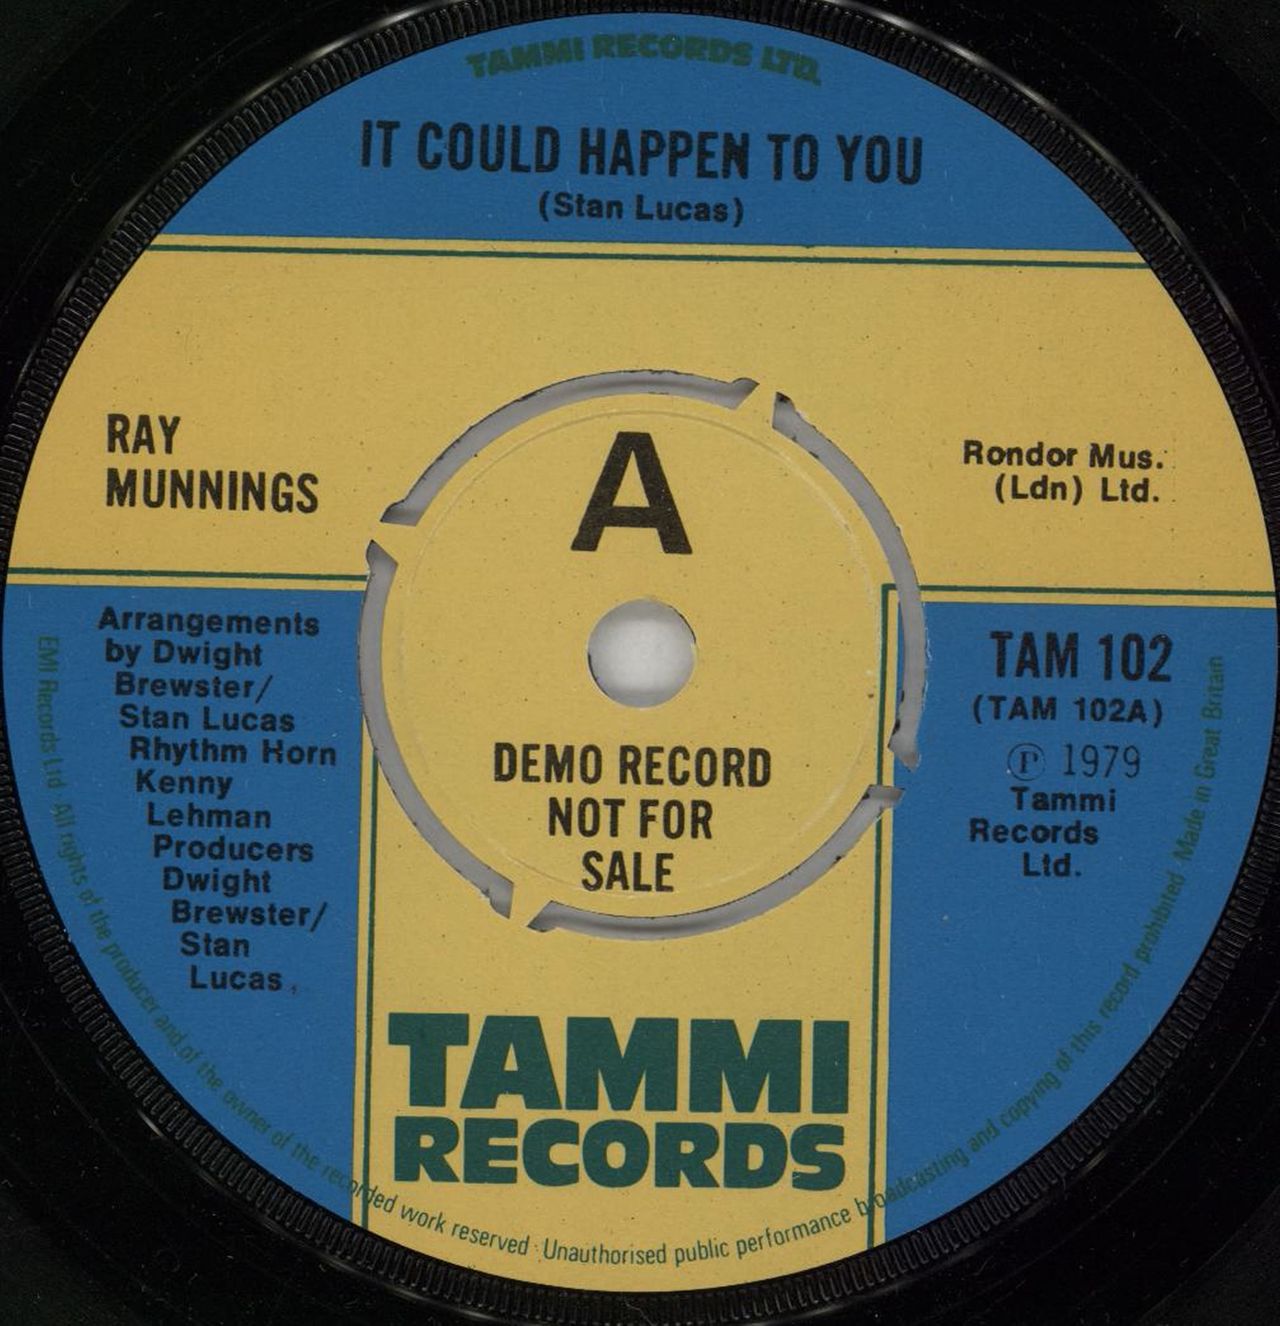 TAMMI RECORDS LTD.
IT COULD HAPPEN TO YOU
(Stan Lucas)
RAY
MUNNINGS
Rondor Mus.
(Ldn) Ltd.
A
DEMO RECORD
NOT FOR
SALE
Arrangements
by Dwight
Brewster/
Stan Lucas
Rhythm Horn
Kenny
Lehman
Producers
Dwight
Brewster/
Stan
Lucas
TAM 102
(TAM 102A)
Ⓟ 1979
Tammi
Records
Ltd.
TAMMI
RECORDS
EMI Records Ltd All rights of the producer and of the owner of the recorded work reserved · Unauthorised public performance broadcasting and copying of this record prohibited Made in Great Britain